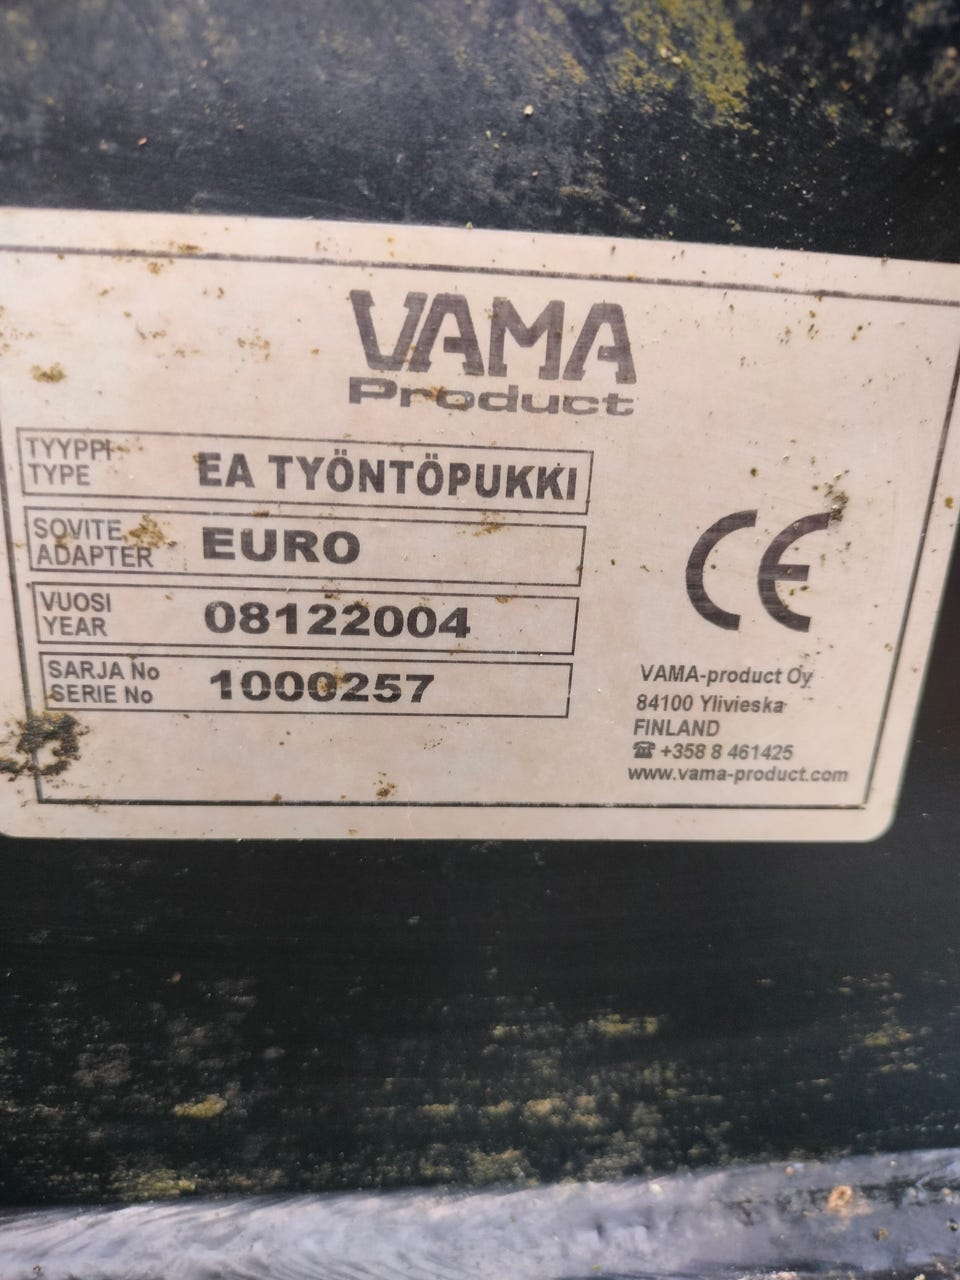 VAMA
Product
TYYPPI
TYPE
EA TYÖNTÖPUKKI
SOVITE
ADAPTER
EURO
VUOSI
YEAR
08122004
SARJA No
SERIE No
1000257
CE
VAMA-product Oy
84100 Ylivieska
FINLAND
☎ +358 8 461425
www.vama-product.com